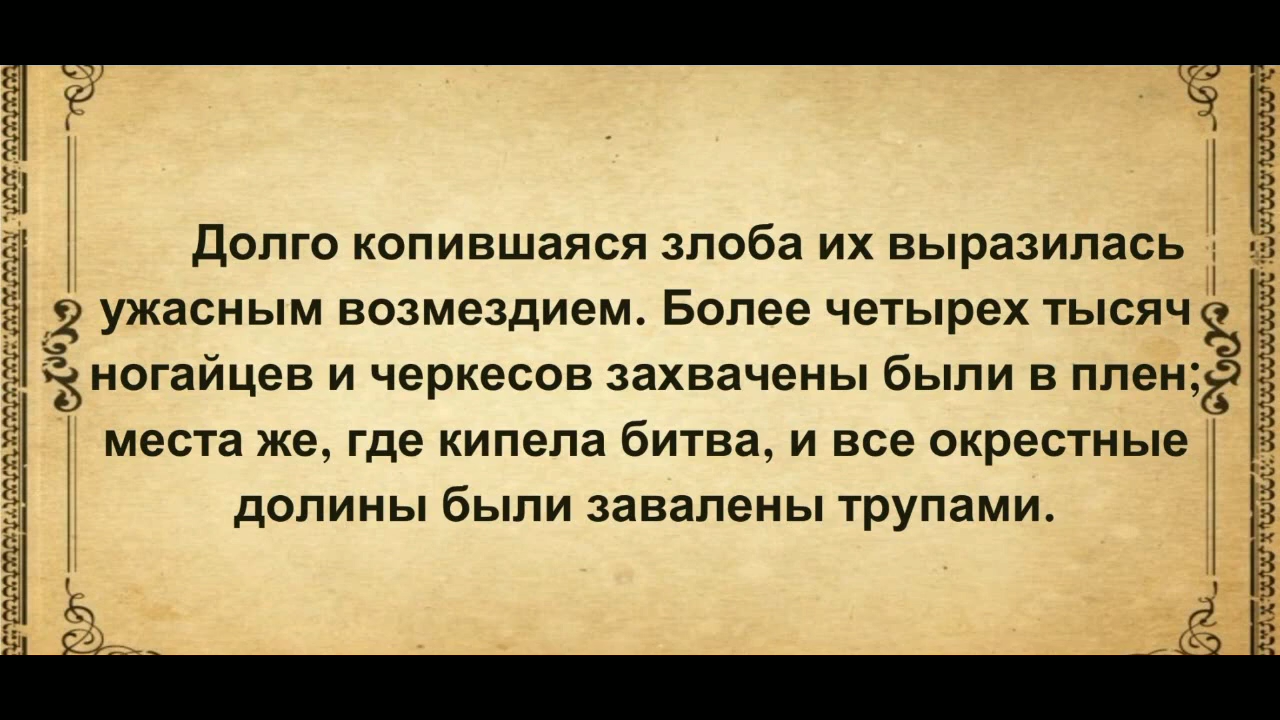 Долго копившаяся злоба их выразилась
ужасным возмездием. Более четырех тысяч
ногайцев и черкесов захвачены были в плен;
места же, где кипела битва, и все окрестные
долины были завалены трупами.